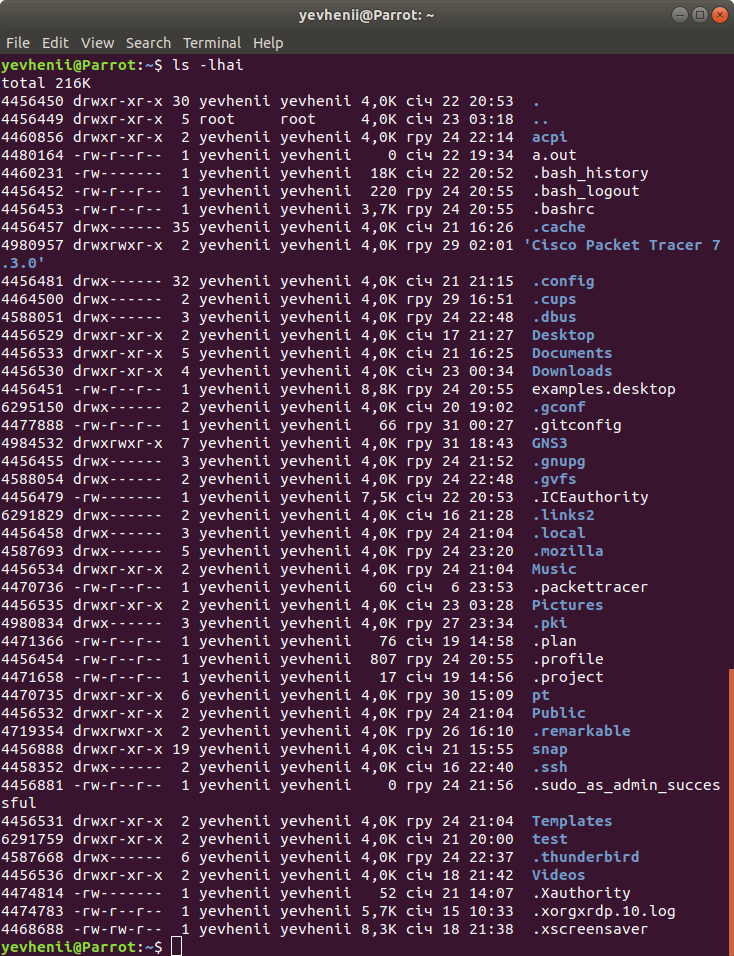 yevhenii@Parrot: ~
File Edit View Search Terminal Help
yevhenii@Parrot:~$ ls -lhai
total 216K
4456450 drwxr-xr-x 30 yevhenii yevhenii 4,0K січ 22 20:53 .
4456449 drwxr-xr-x 5 root root 4,0K січ 23 03:18 ..
4460856 drwxr-xr-x 2 yevhenii yevhenii 4,0K гру 24 22:14 acpi
4480164 -rw-r--r-- 1 yevhenii yevhenii 0 січ 22 19:34 a.out
4460231 -rw------- 1 yevhenii yevhenii 18K січ 22 20:52 .bash_history
4456452 -rw-r--r-- 1 yevhenii yevhenii 220 гру 24 20:55 .bash_logout
4456453 -rw-r--r-- 1 yevhenii yevhenii 3,7K гру 24 20:55 .bashrc
4456457 drwx------ 35 yevhenii yevhenii 4,0K січ 21 16:26 .cache
4980957 drwxrwxr-x 2 yevhenii yevhenii 4,0K гру 29 02:01 'Cisco Packet Tracer 7
.3.0'
4456481 drwx------ 32 yevhenii yevhenii 4,0K січ 21 21:15 .config
4464500 drwx------ 2 yevhenii yevhenii 4,0K гру 29 16:51 .cups
4588051 drwx------ 3 yevhenii yevhenii 4,0K гру 24 22:48 .dbus
4456529 drwxr-xr-x 2 yevhenii yevhenii 4,0K січ 17 21:27 Desktop
4456533 drwxr-xr-x 5 yevhenii yevhenii 4,0K січ 21 16:25 Documents
4456530 drwxr-xr-x 4 yevhenii yevhenii 4,0K січ 23 00:34 Downloads
4456451 -rw-r--r-- 1 yevhenii yevhenii 8,8K гру 24 20:55 examples.desktop
6295150 drwx------ 2 yevhenii yevhenii 4,0K січ 20 19:02 .gconf
4477888 -rw-r--r-- 1 yevhenii yevhenii 66 гру 31 00:27 .gitconfig
4984532 drwxrwxr-x 7 yevhenii yevhenii 4,0K гру 31 18:43 GNS3
4456455 drwx------ 3 yevhenii yevhenii 4,0K гру 24 21:52 .gnupg
4588054 drwx------ 2 yevhenii yevhenii 4,0K гру 24 22:48 .gvfs
4456479 -rw------- 1 yevhenii yevhenii 7,5K січ 22 20:53 .ICEauthority
6291829 drwx------ 2 yevhenii yevhenii 4,0K січ 16 21:28 .links2
4456458 drwx------ 3 yevhenii yevhenii 4,0K гру 24 21:04 .local
4587693 drwx------ 5 yevhenii yevhenii 4,0K гру 24 23:20 .mozilla
4456534 drwxr-xr-x 2 yevhenii yevhenii 4,0K гру 24 21:04 Music
4470736 -rw-r--r-- 1 yevhenii yevhenii 60 січ 6 23:53 .packettracer
4456535 drwxr-xr-x 2 yevhenii yevhenii 4,0K січ 23 03:28 Pictures
4980834 drwx------ 3 yevhenii yevhenii 4,0K гру 27 23:34 .pki
4471366 -rw-r--r-- 1 yevhenii yevhenii 76 січ 19 14:58 .plan
4456454 -rw-r--r-- 1 yevhenii yevhenii 807 гру 24 20:55 .profile
4471658 -rw-r--r-- 1 yevhenii yevhenii 17 січ 19 14:56 .project
4470735 drwxr-xr-x 6 yevhenii yevhenii 4,0K гру 30 15:09 pt
4456532 drwxr-xr-x 2 yevhenii yevhenii 4,0K гру 24 21:04 Public
4719354 drwxrwxr-x 2 yevhenii yevhenii 4,0K гру 26 16:10 .remarkable
4456888 drwxr-xr-x 19 yevhenii yevhenii 4,0K січ 21 15:55 snap
4458352 drwx------ 2 yevhenii yevhenii 4,0K січ 16 22:40 .ssh
4456881 -rw-r--r-- 1 yevhenii yevhenii 0 гру 24 21:56 .sudo_as_admin_succes
sful
4456531 drwxr-xr-x 2 yevhenii yevhenii 4,0K гру 24 21:04 Templates
6291759 drwxr-xr-x 2 yevhenii yevhenii 4,0K січ 21 20:00 test
4587668 drwx------ 6 yevhenii yevhenii 4,0K гру 24 22:37 .thunderbird
4456536 drwxr-xr-x 2 yevhenii yevhenii 4,0K січ 18 21:42 Videos
4474814 -rw------- 1 yevhenii yevhenii 52 січ 21 14:07 .Xauthority
4474783 -rw-r--r-- 1 yevhenii yevhenii 5,7K січ 15 10:33 .xorgxrdp.10.log
4468688 -rw-rw-r-- 1 yevhenii yevhenii 8,3K січ 18 21:38 .xscreensaver
yevhenii@Parrot:~$